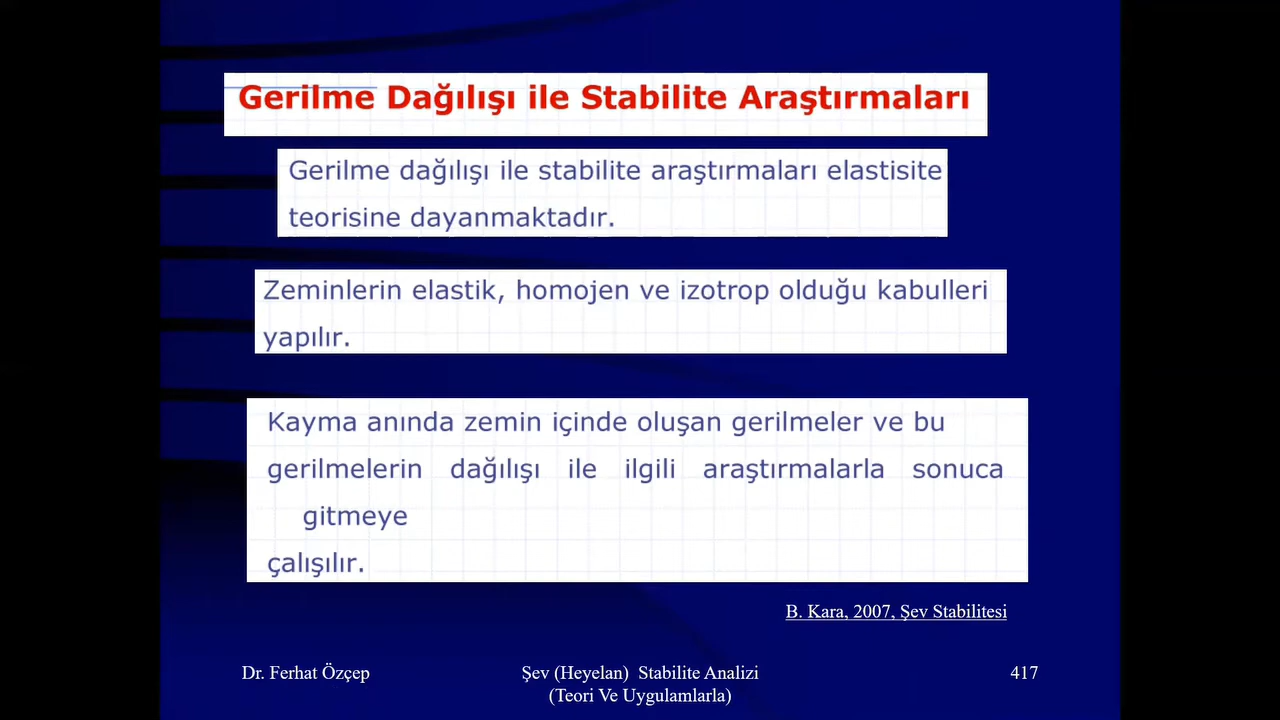 Gerilme Dağılışı ile Stabilite Araştırmaları
Gerilme dağılışı ile stabilite araştırmaları elastisite
teorisine dayanmaktadır.
Zeminlerin elastik, homojen ve izotrop olduğu kabulleri
yapılır.
Kayma anında zemin içinde oluşan gerilmeler ve bu
gerilmelerin dağılışı ile ilgili araştırmalarla sonuca
gitmeye
çalışılır.
B. Kara, 2007, Şev Stabilitesi
Dr. Ferhat Özçep
Şev (Heyelan) Stabilite Analizi
(Teori Ve Uygulamlarla)
417